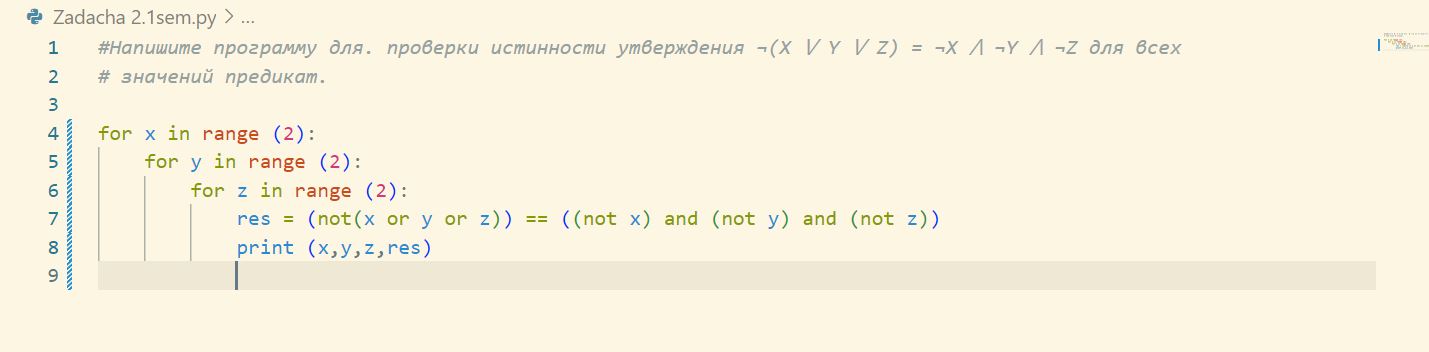 Zadacha 2.1sem.py > ...
1 #Напишите программу для. проверки истинности утверждения ¬(X \/ Y \/ Z) = ¬X /\ ¬Y /\ ¬Z для всех
2 # значений предикат.
3
4 for x in range (2):
5     for y in range (2):
6         for z in range (2):
7             res = (not(x or y or z)) == ((not x) and (not y) and (not z))
8             print (x,y,z,res)
9